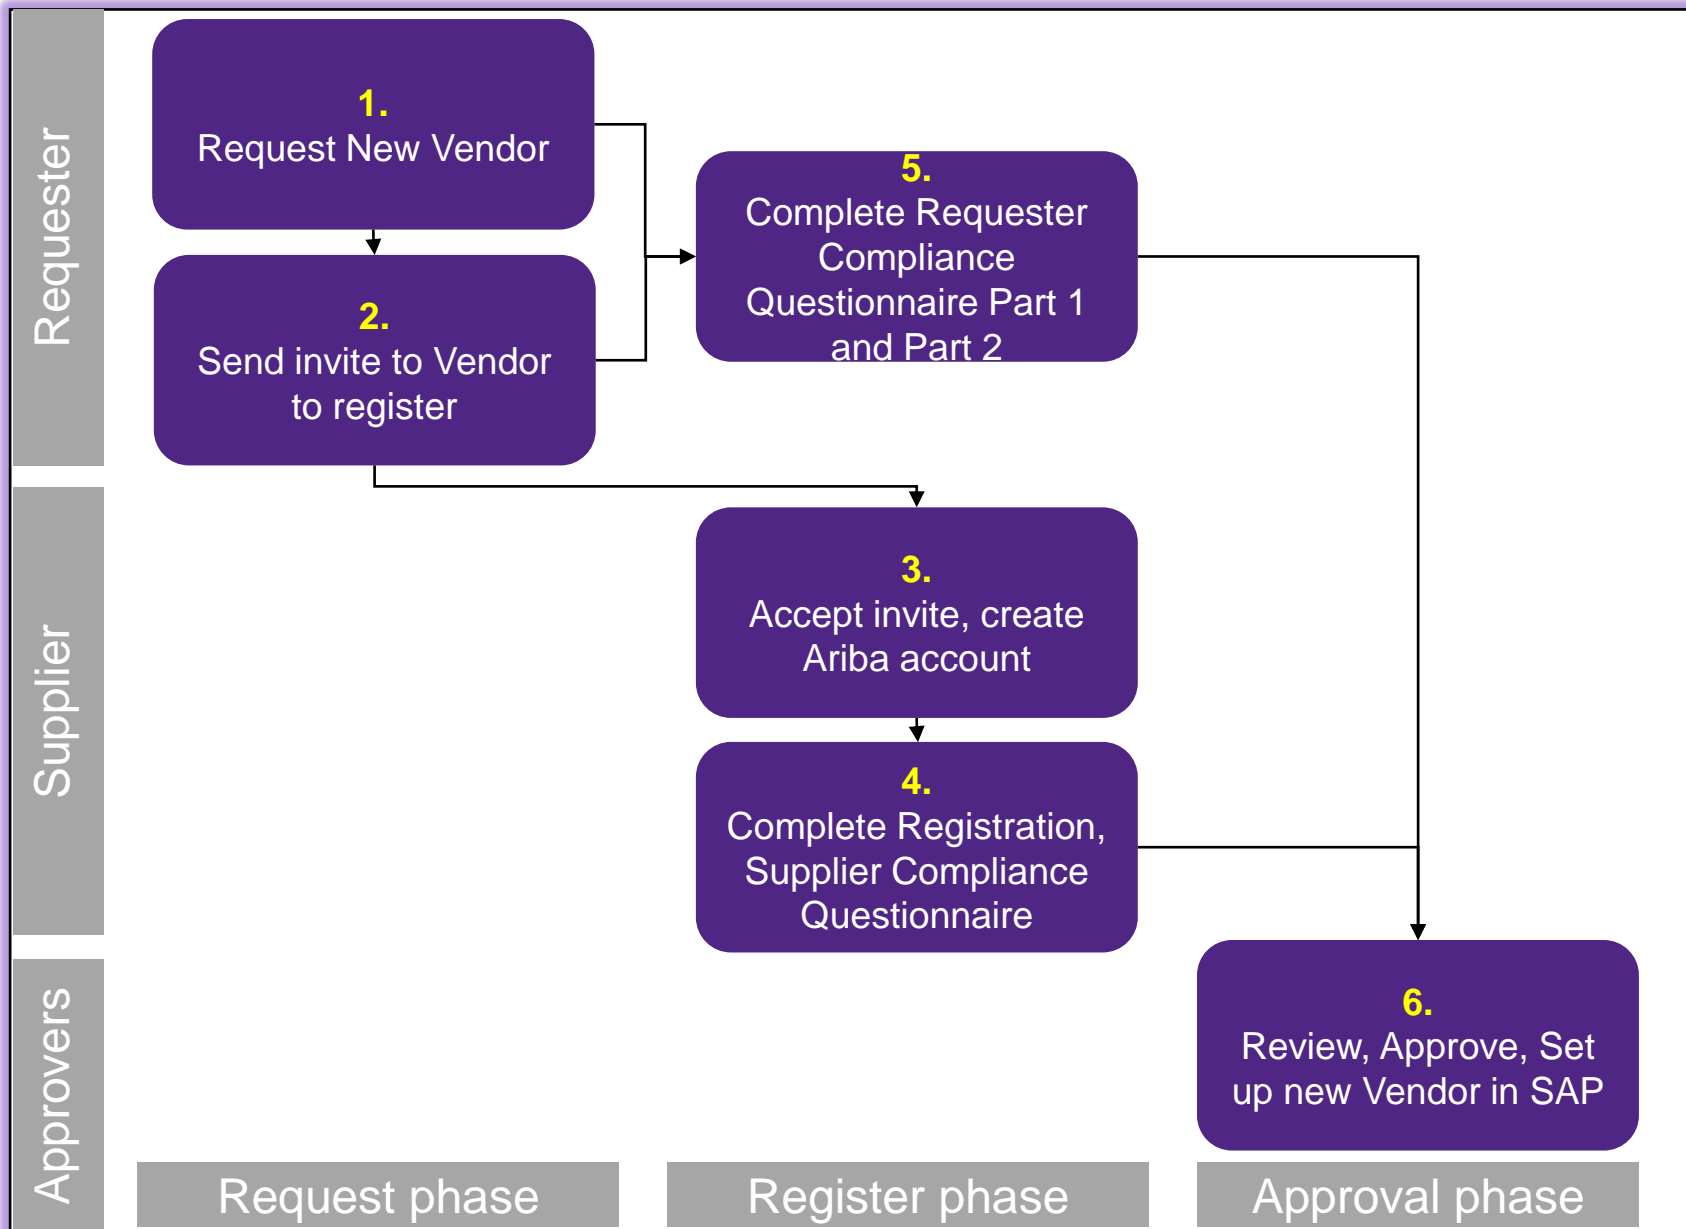 Requester
1.
Request New Vendor
2.
Send invite to Vendor
to register
5.
Complete Requester
Compliance
Questionnaire Part 1
and Part 2
Supplier
3.
Accept invite, create
Ariba account
4.
Complete Registration,
Supplier Compliance
Questionnaire
Approvers
6.
Review, Approve, Set
up new Vendor in SAP
Request phase
Register phase
Approval phase